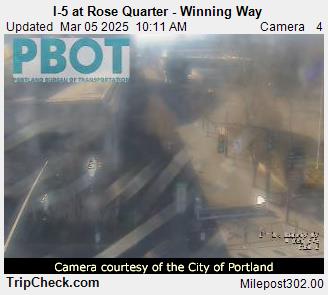 I-5 at Rose Quarter - Winning Way
Updated Mar 05 2025 10:11 AM Camera 4
PBOT
PORTLAND BUREAU OF TRANSPORTATION
Camera courtesy of the City of Portland
TripCheck.com Milepost302.00